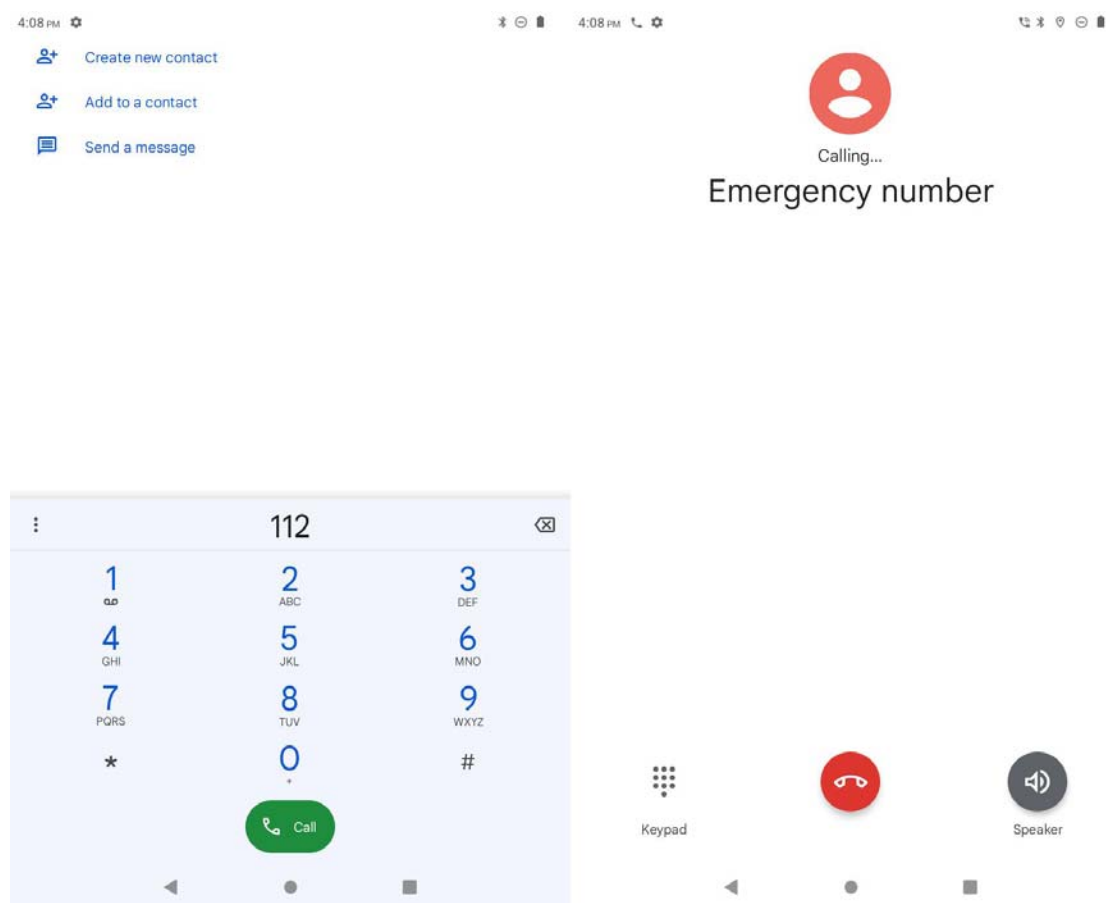 4:08 PM
Create new contact
Add to a contact
Send a message
112
1
2
ABC
3
DEF
4
GHI
5
JKL
6
MNO
7
PQRS
8
TUV
9
WXYZ
*
0
+
#
Call
4:08 PM
Calling...
Emergency number
Keypad
Speaker